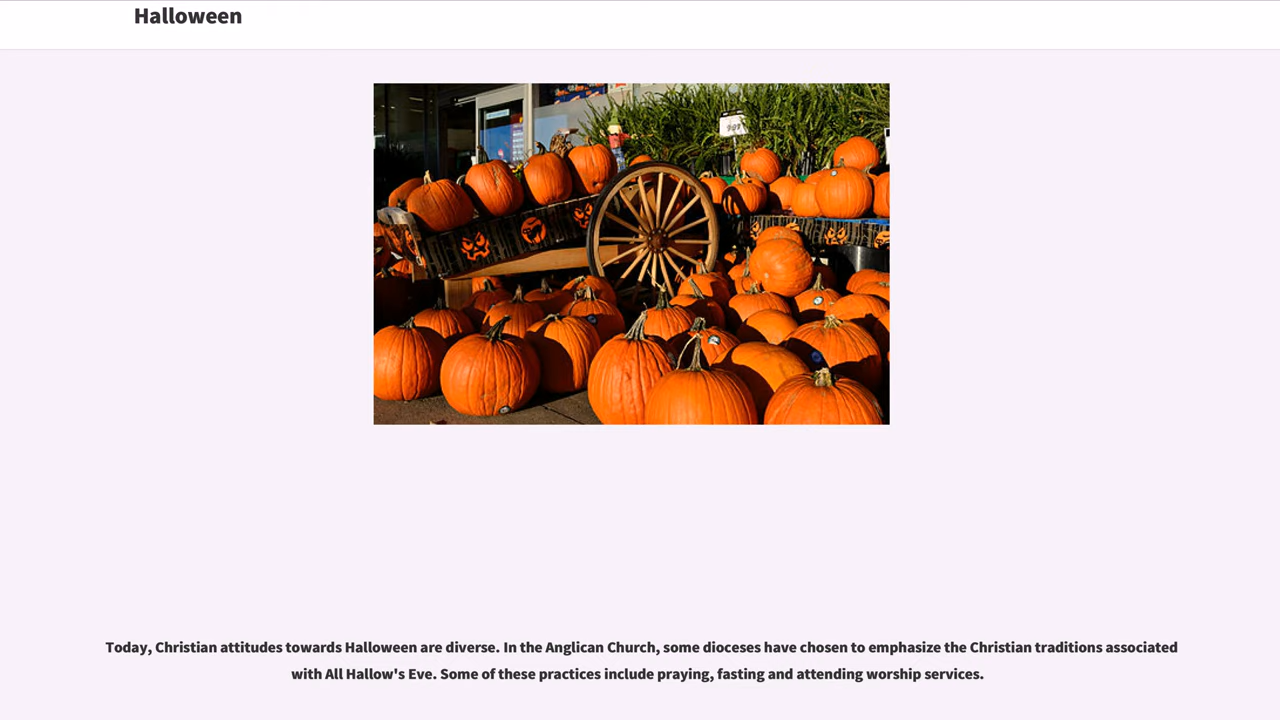 Halloween
Today, Christian attitudes towards Halloween are diverse. In the Anglican Church, some dioceses have chosen to emphasize the Christian traditions associated
with All Hallow's Eve. Some of these practices include praying, fasting and attending worship services.